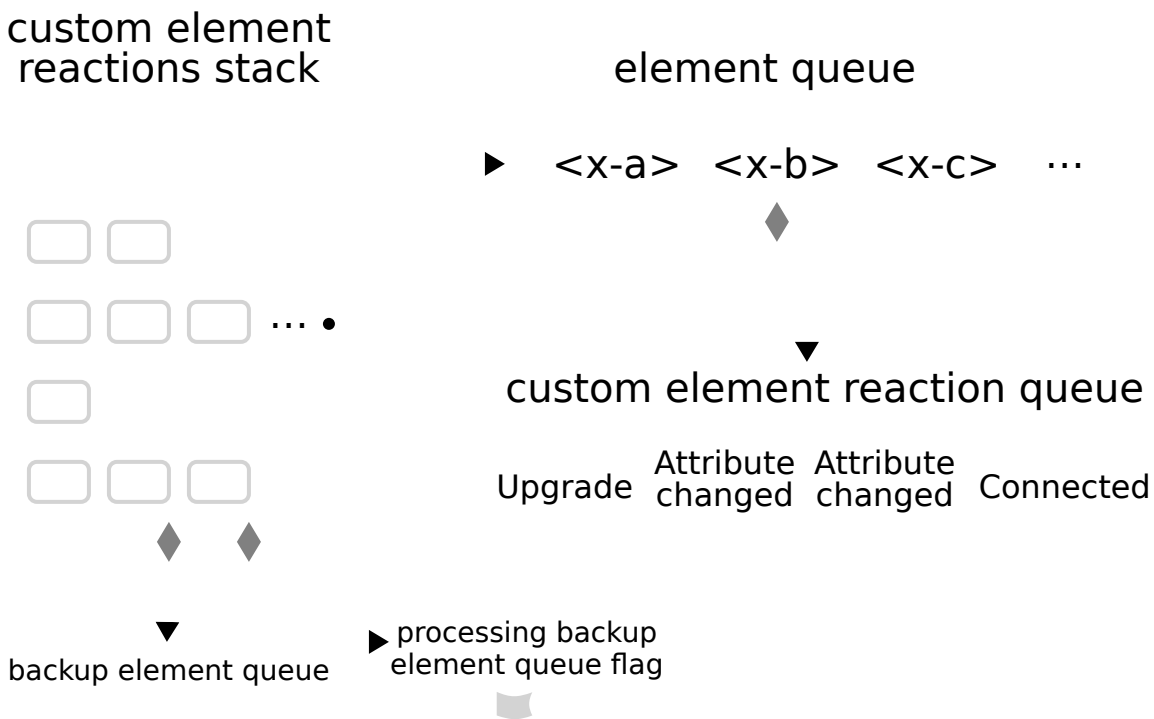 custom element
reactions stack
element queue
<x-a> <x-b> <x-c> ...
...
custom element reaction queue
Upgrade
Attribute
changed
Attribute
changed
Connected
backup element queue
processing backup
element queue flag